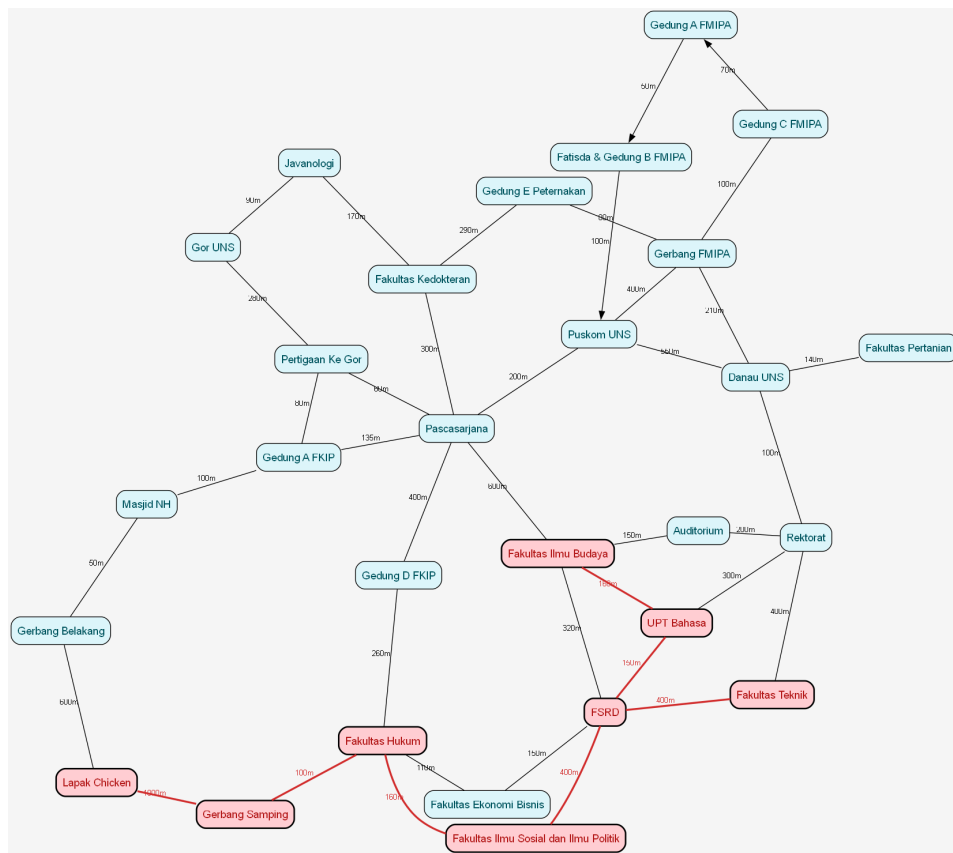 Gedung A FMIPA
70m
60m
Gedung C FMIPA
Javanologi
Fatisda & Gedung B FMIPA
Gedung E Peternakan
100m
90m
170m
80m
290m
100m
Gor UNS
Gerbang FMIPA
Fakultas Kedokteran
400m
280m
210m
Puskom UNS
300m
Pertigaan Ke Gor
550m
Fakultas Pertanian
140m
200m
Danau UNS
60m
80m
Pascasarjana
135m
Gedung A FKIP
100m
100m
600m
400m
Masjid NH
Auditorium
200m
150m
Rektorat
Fakultas Ilmu Budaya
50m
Gedung D FKIP
300m
160m
400m
UPT Bahasa
320m
Gerbang Belakang
260m
150m
Fakultas Teknik
400m
600m
FSRD
Fakultas Hukum
150m
110m
100m
400m
Lapak Chicken
1000m
160m
Fakultas Ekonomi Bisnis
Gerbang Samping
Fakultas Ilmu Sosial dan Ilmu Politik